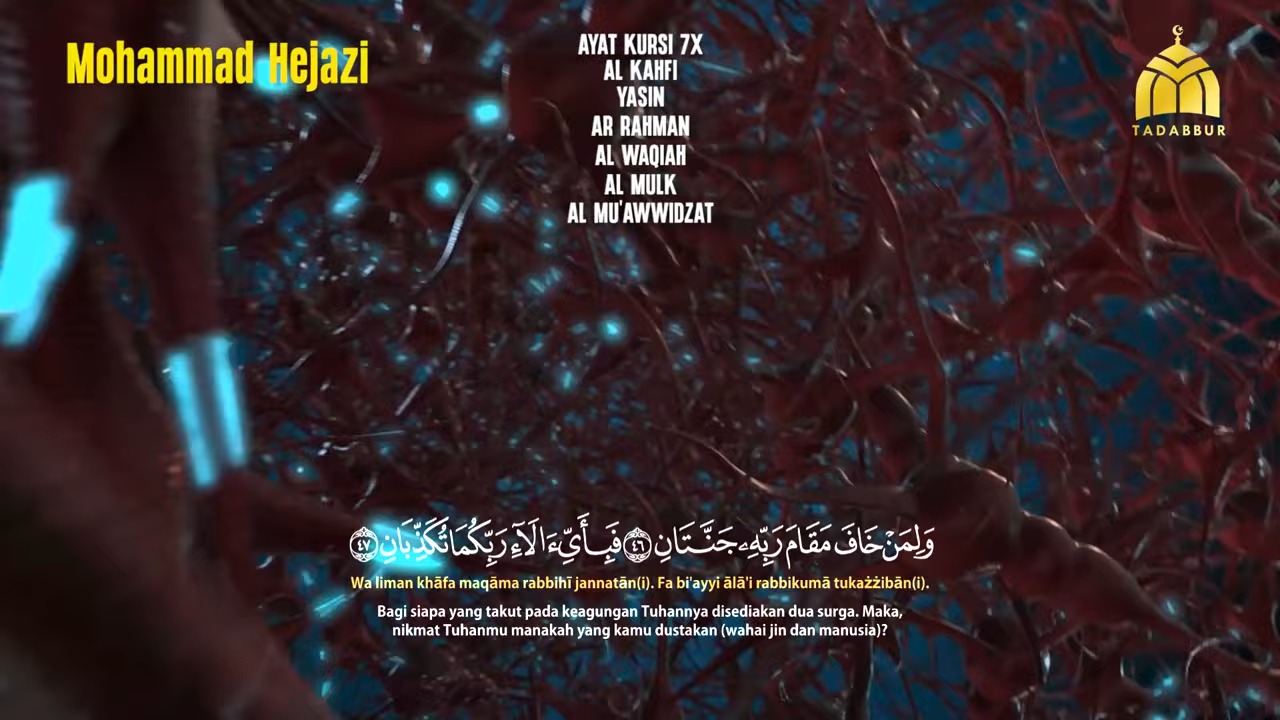 Mohammad Hejazi
AYAT KURSI 7X
AL KAHFI
YASIN
AR RAHMAN
AL WAQIAH
AL MULK
AL MU'AWWIDZAT
TADABBUR
وَلِمَنْ خَافَ مَقَامَ رَبِّهٖ جَنَّتَانِ ٤٦ فَبِأَيِّ ءَالَآءِ رَبِّكُمَا تُكَذِّبَانِ ٤٧
Wa liman khāfa maqāma rabbihī jannatān(i). Fa bi'ayyi ālā'i rabbikumā tukażżibān(i).
Bagi siapa yang takut pada keagungan Tuhannya disediakan dua surga. Maka,
nikmat Tuhanmu manakah yang kamu dustakan (wahai jin dan manusia)?